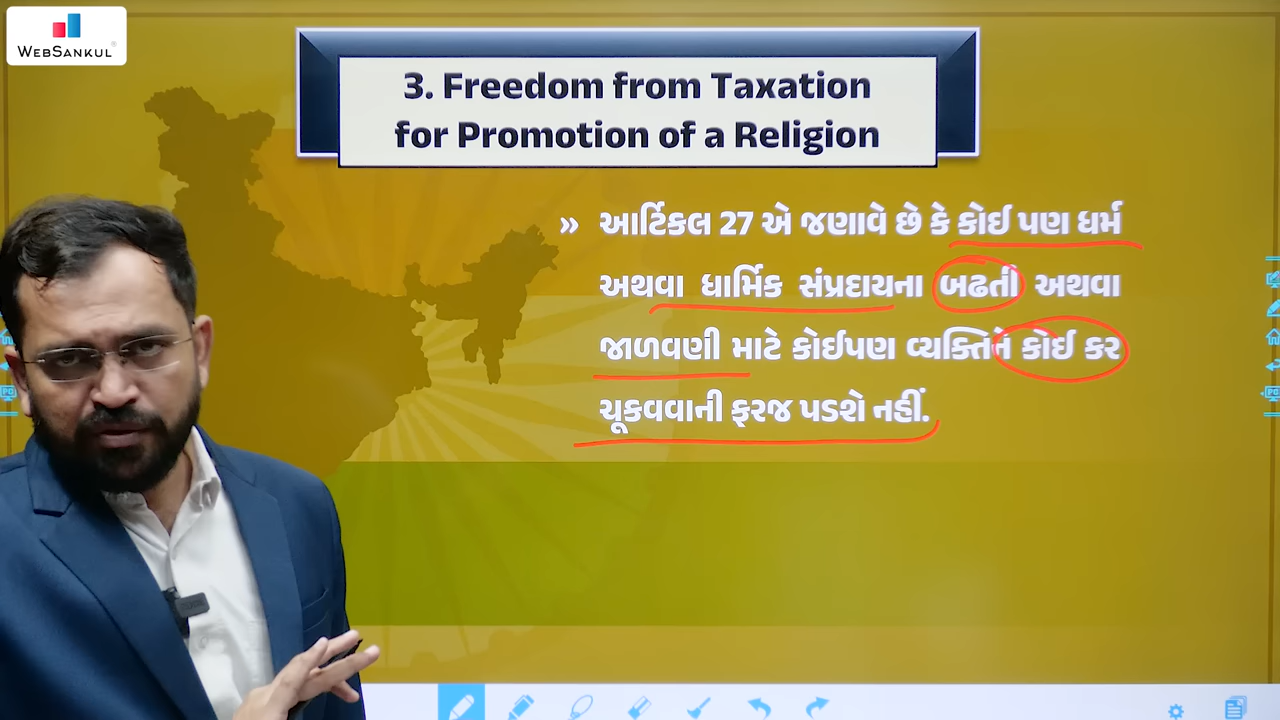 WEBSANKUL
3. Freedom from Taxation
for Promotion of a Religion
» આર્ટિકલ 27 એ જણાવે છે કે કોઈ પણ ધર્મ
અથવા ધાર્મિક સંપ્રદાયના બઢતી અથવા
જાળવણી માટે કોઈપણ વ્યક્તિને કોઈ કર
ચૂકવવાની ફરજ પડશે નહીં.